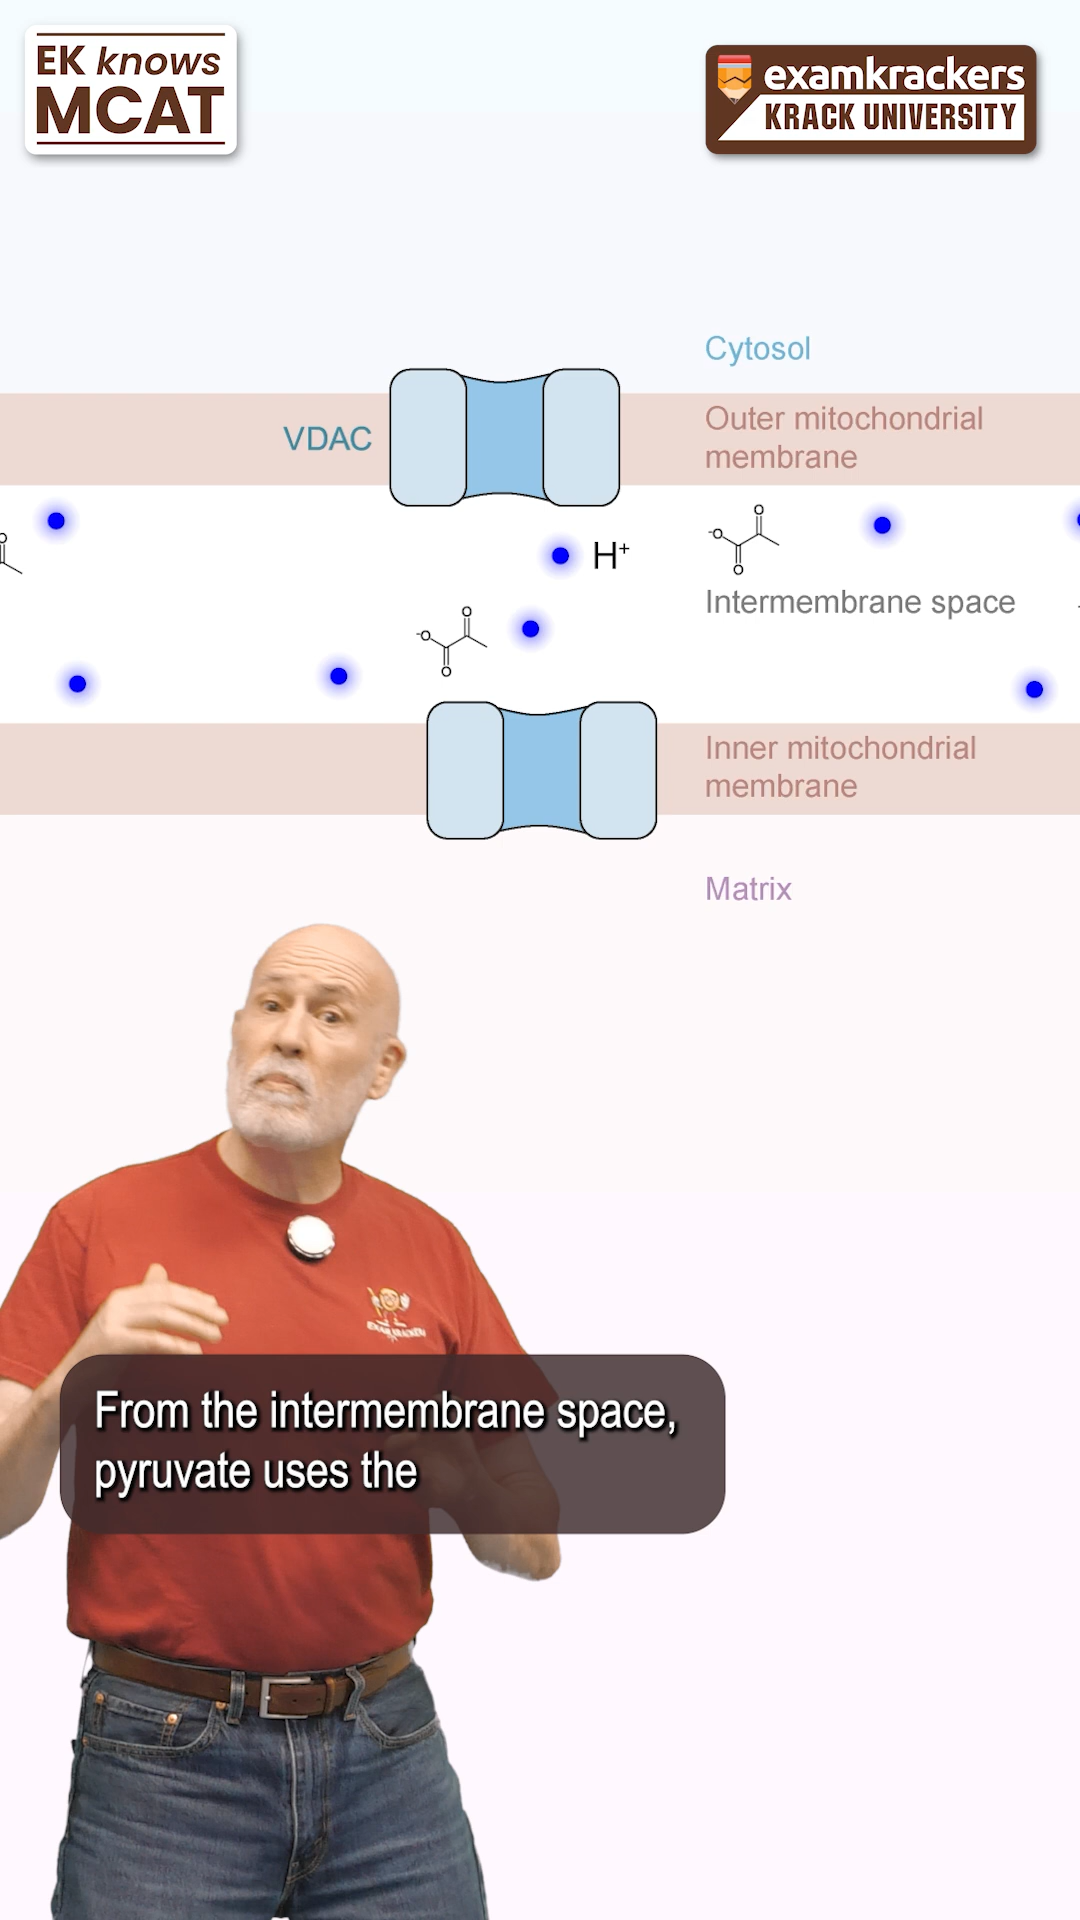 EK knows
MCAT
examkrackers
KRACK UNIVERSITY
Cytosol
VDAC
Outer mitochondrial
membrane
H⁺
⁻O
O
O
Intermembrane space
⁻O
O
O
Inner mitochondrial
membrane
Matrix
From the intermembrane space,
pyruvate uses the